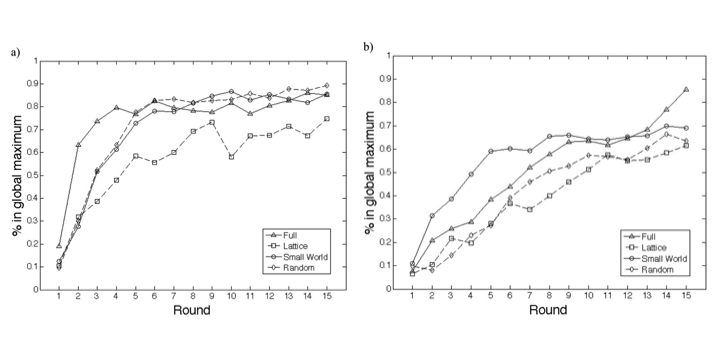 a)
% in global maximum
1
0.9
0.8
0.7
0.6
0.5
0.4
0.3
0.2
0.1
0
1 2 3 4 5 6 7 8 9 10 11 12 13 14 15
Round
Full
Lattice
Small World
Random
b)
% in global maximum
1
0.9
0.8
0.7
0.6
0.5
0.4
0.3
0.2
0.1
0
1 2 3 4 5 6 7 8 9 10 11 12 13 14 15
Round
Full
Lattice
Small World
Random